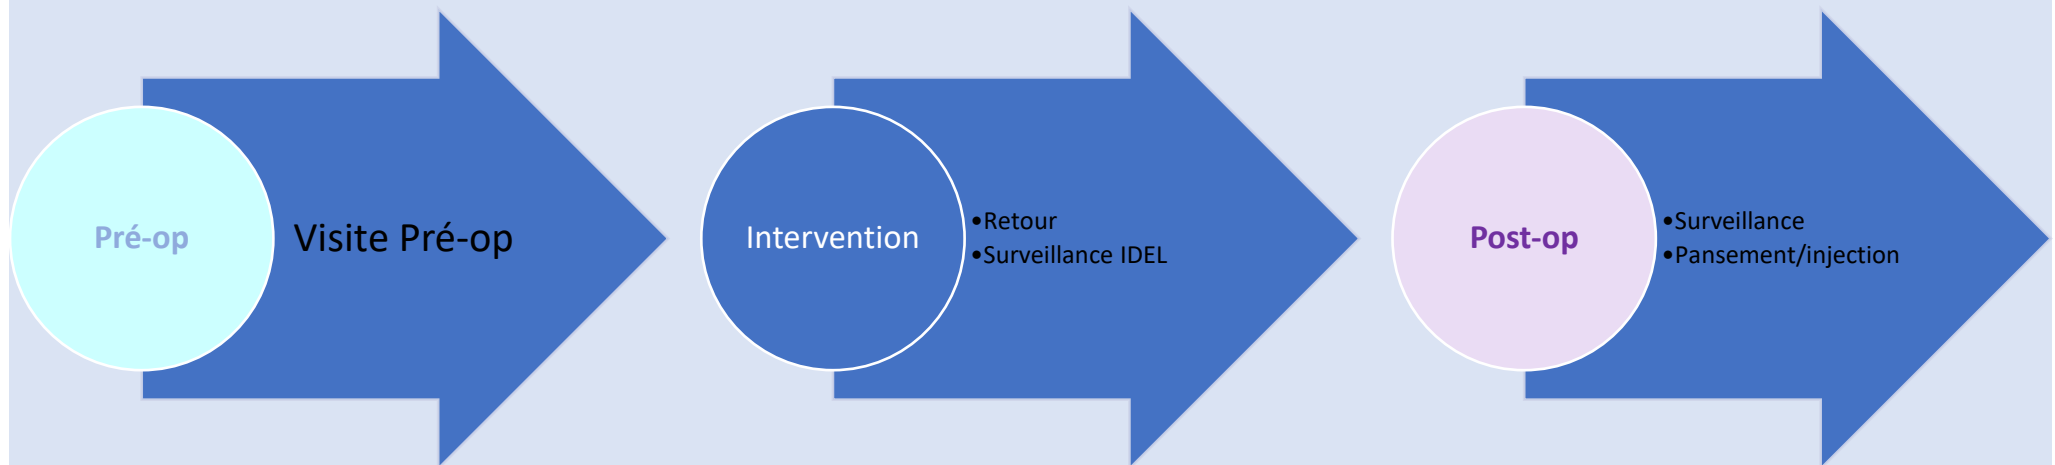 Pré-op
Visite Pré-op
Intervention
•Retour
•Surveillance IDEL
Post-op
•Surveillance
•Pansement/injection